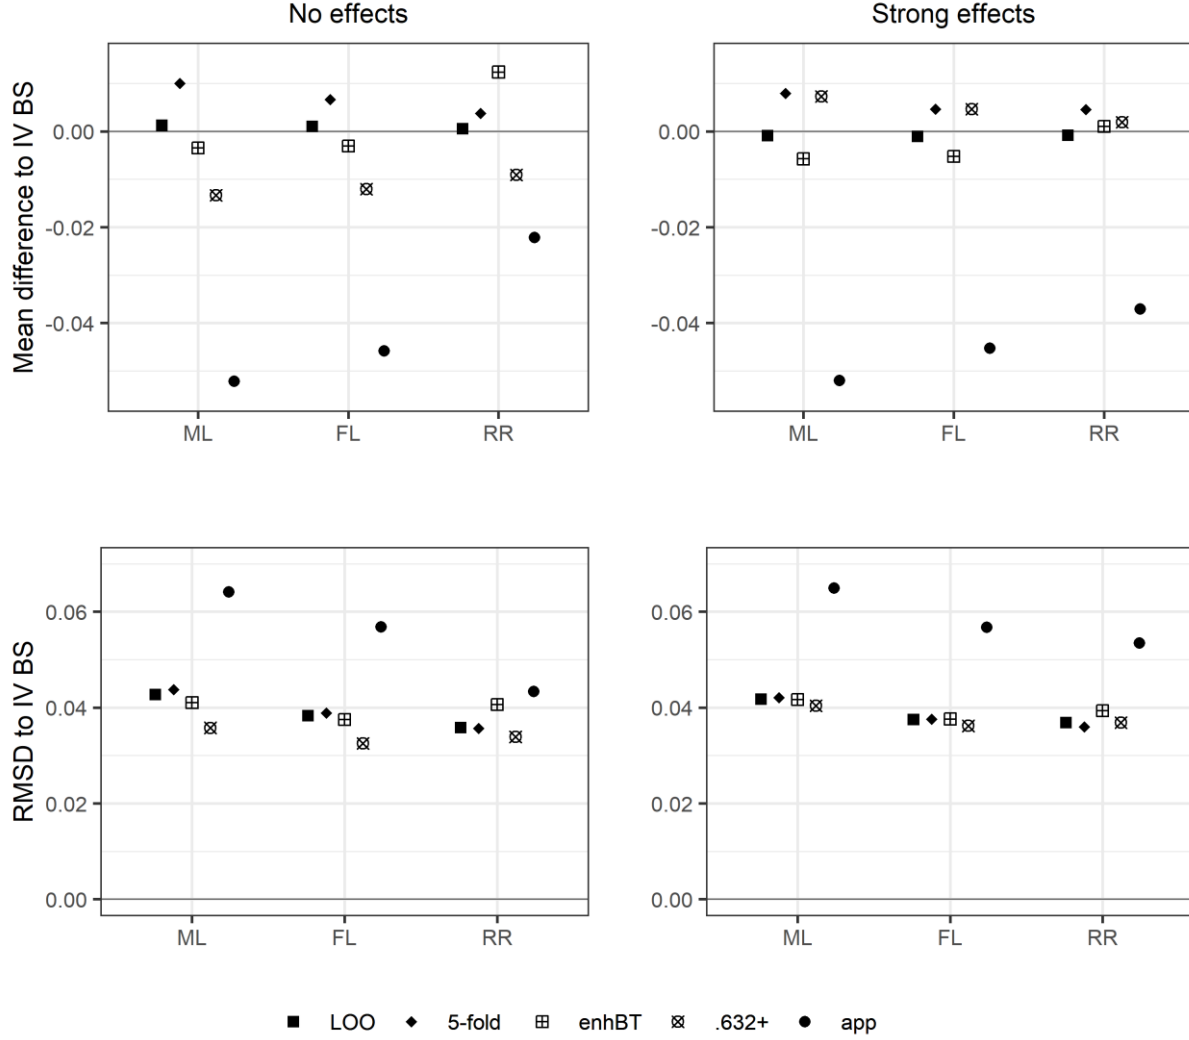 No effects
Strong effects
Mean difference to IV BS
0.00
-0.02
-0.04
ML FL RR
0.00
-0.02
-0.04
ML FL RR
RMSD to IV BS
0.06
0.04
0.02
0.00
ML FL RR
0.06
0.04
0.02
0.00
ML FL RR
LOO 5-fold enhBT .632+ app